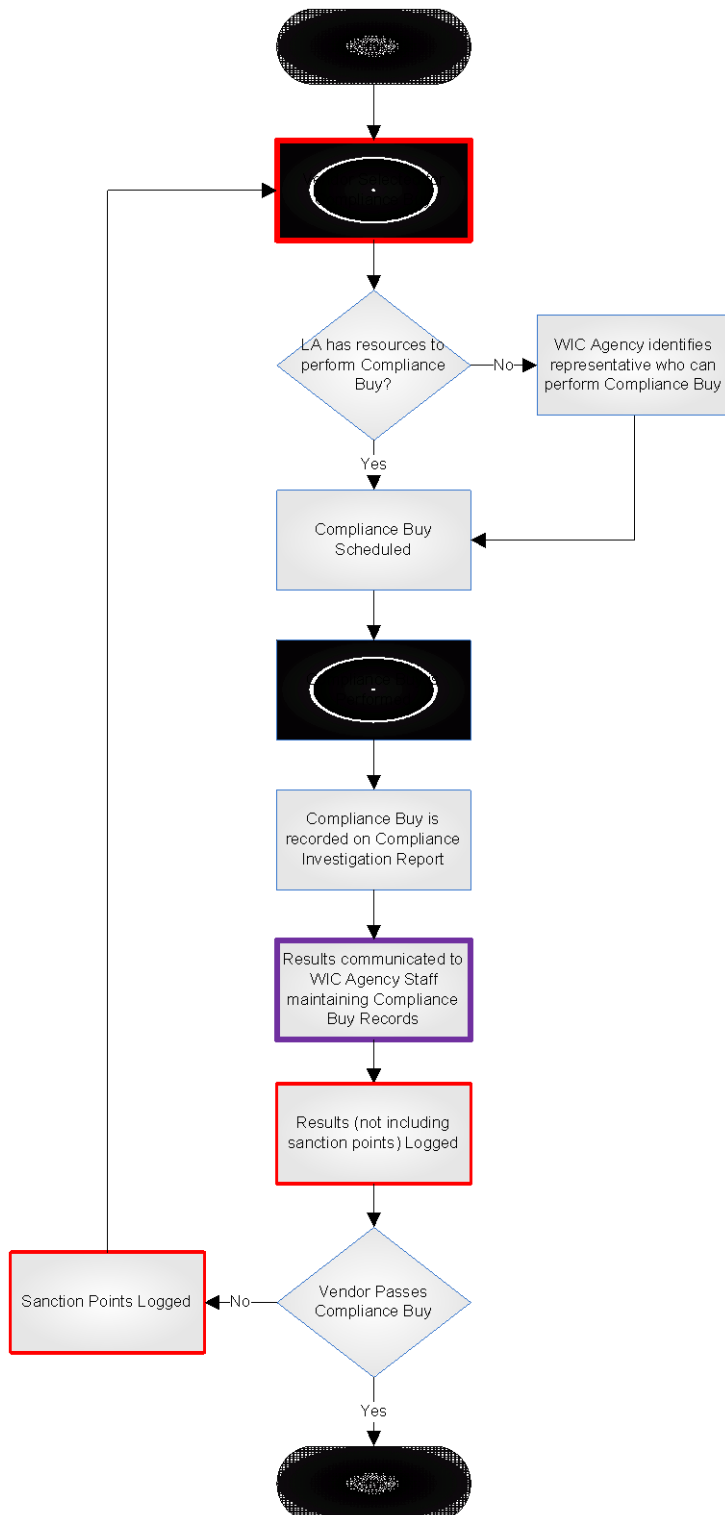 LA has resources to
perform Compliance
Buy?
No
WIC Agency identifies
representative who can
perform Compliance Buy
Yes
Compliance Buy
Scheduled
Compliance Buy is
recorded on Compliance
Investigation Report
Results communicated to
WIC Agency Staff
maintaining Compliance
Buy Records
Results (not including
sanction points) Logged
Vendor Passes
Compliance Buy
No
Sanction Points Logged
Yes